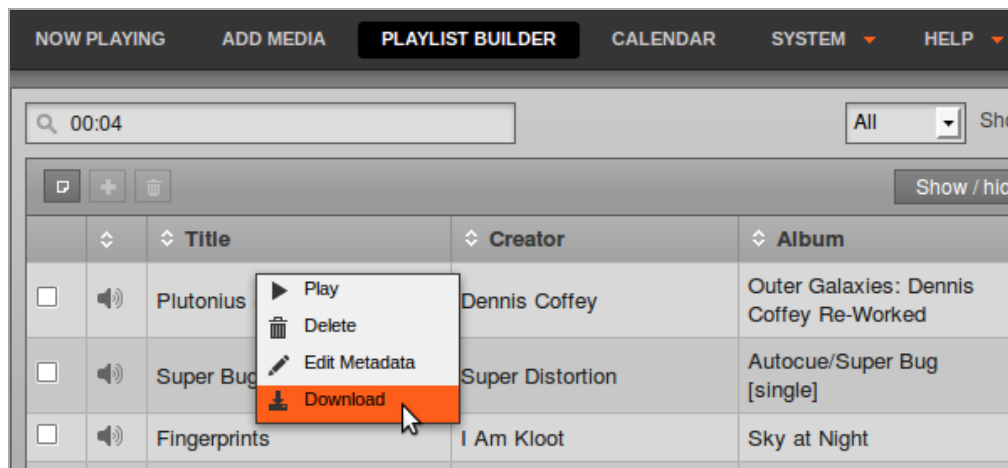 NOW PLAYING ADD MEDIA PLAYLIST BUILDER CALENDAR SYSTEM HELP
00:04 All
Show / hid
Title Creator Album
Plutonius Dennis Coffey Outer Galaxies: Dennis
Coffey Re-Worked
Play
Delete
Edit Metadata
Download
Super Bug Super Distortion Autocue/Super Bug
[single]
Fingerprints I Am Kloot Sky at Night